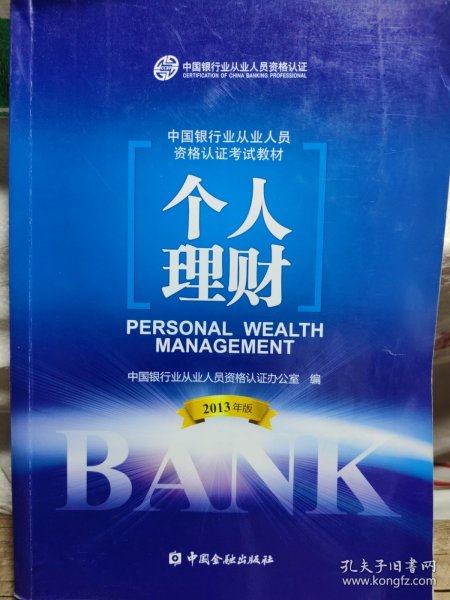 中国银行业从业人员资格认证
CERTIFICATION OF CHINA BANKING PROFESSIONAL
中国银行业从业人员
资格认证考试教材
个人
理财
PERSONAL WEALTH
MANAGEMENT
中国银行业从业人员资格认证办公室 编
2013年版
BANK
中国金融出版社
孔夫子旧书网
www.kongfz.com